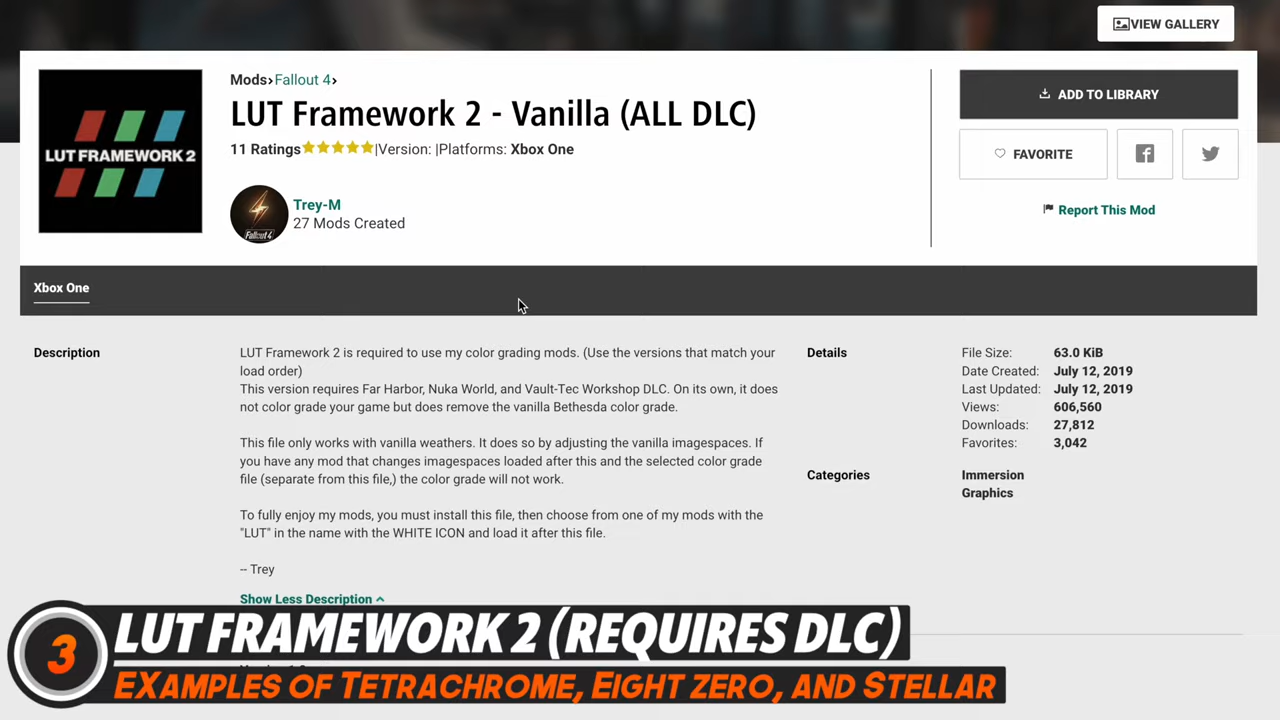 VIEW GALLERY
LUT FRAMEWORK 2
Mods›Fallout 4›
LUT Framework 2 - Vanilla (ALL DLC)
11 Ratings★★★★★|Version: |Platforms: Xbox One
Fallout 4
Trey-M
27 Mods Created
ADD TO LIBRARY
FAVORITE
Report This Mod
Xbox One
Description
LUT Framework 2 is required to use my color grading mods. (Use the versions that match your
load order)
This version requires Far Harbor, Nuka World, and Vault-Tec Workshop DLC. On its own, it does
not color grade your game but does remove the vanilla Bethesda color grade.
This file only works with vanilla weathers. It does so by adjusting the vanilla imagespaces. If
you have any mod that changes imagespaces loaded after this and the selected color grade
file (separate from this file,) the color grade will not work.
To fully enjoy my mods, you must install this file, then choose from one of my mods with the
"LUT" in the name with the WHITE ICON and load it after this file.
-- Trey
Show Less Description
Details
File Size: 63.0 KiB
Date Created: July 12, 2019
Last Updated: July 12, 2019
Views: 606,560
Downloads: 27,812
Favorites: 3,042
Categories
Immersion
Graphics
3
LUT FRAMEWORK 2 (REQUIRES DLC)
EXAMPLES OF TETRACHROME, EIGHT ZERO, AND STELLAR